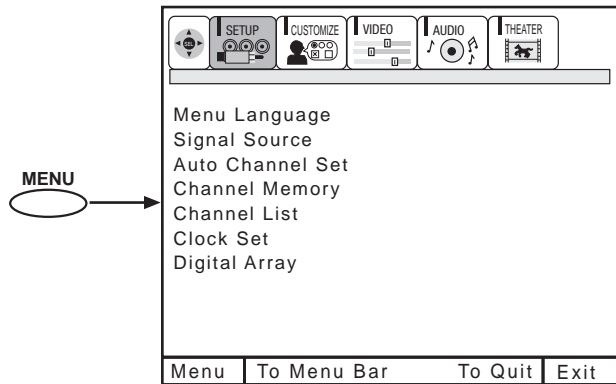 SEL SETUP CUSTOMIZE VIDEO AUDIO THEATER
Menu Language
Signal Source
Auto Channel Set
MENU
Channel Memory
Channel List
Clock Set
Digital Array
Menu To Menu Bar To Quit Exit